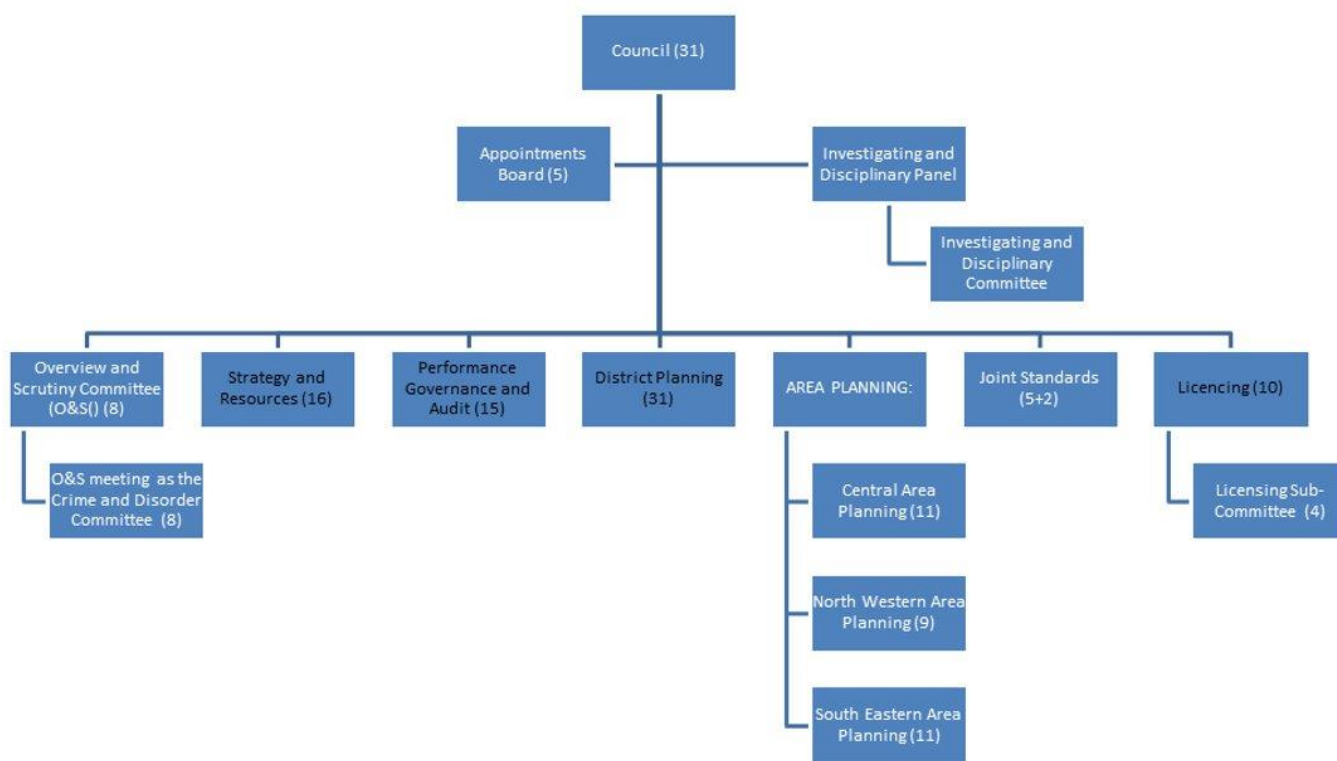 Council (31)
Appointments
Board (5)
Investigating and
Disciplinary Panel
Investigating and
Disciplinary
Committee
Overview and
Scrutiny Committee
(O&S() (8)
Strategy and
Resources (16)
Performance
Governance and
Audit (15)
District Planning
(31)
AREA PLANNING:
Joint Standards
(5+2)
Licencing (10)
O&S meeting as the
Crime and Disorder
Committee (8)
Central Area
Planning (11)
Licensing Sub-
Committee (4)
North Western Area
Planning (9)
South Eastern Area
Planning (11)